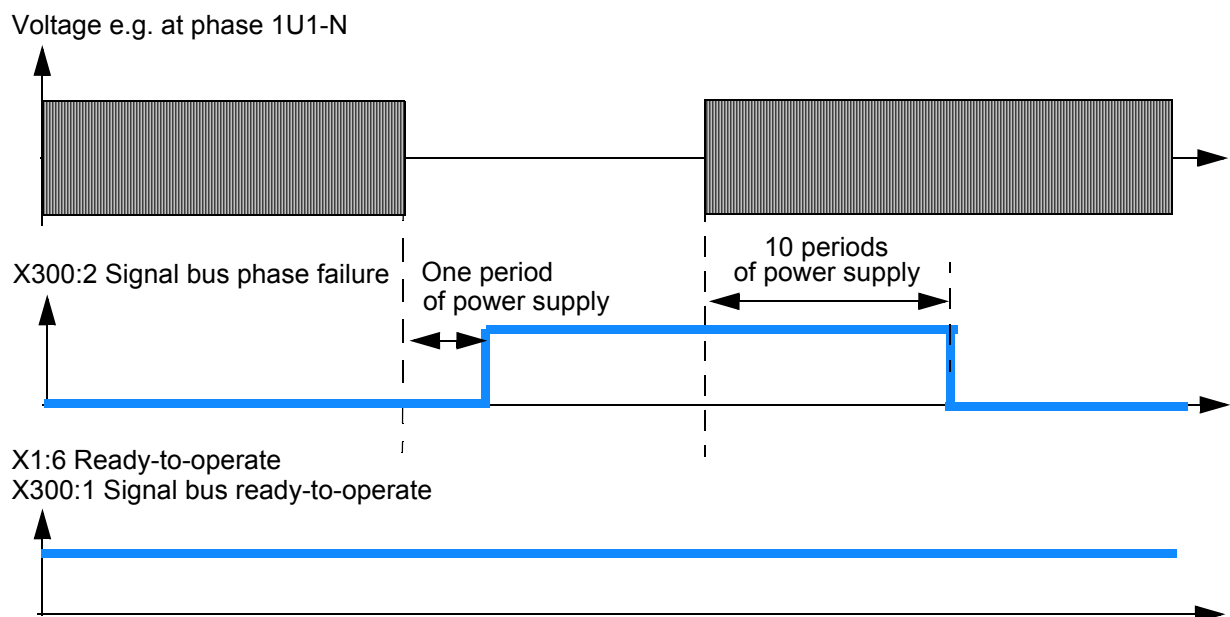 Voltage e.g. at phase 1U1-N
10 periods
of power supply
X300:2 Signal bus phase failure
One period
of power supply
X1:6 Ready-to-operate
X300:1 Signal bus ready-to-operate